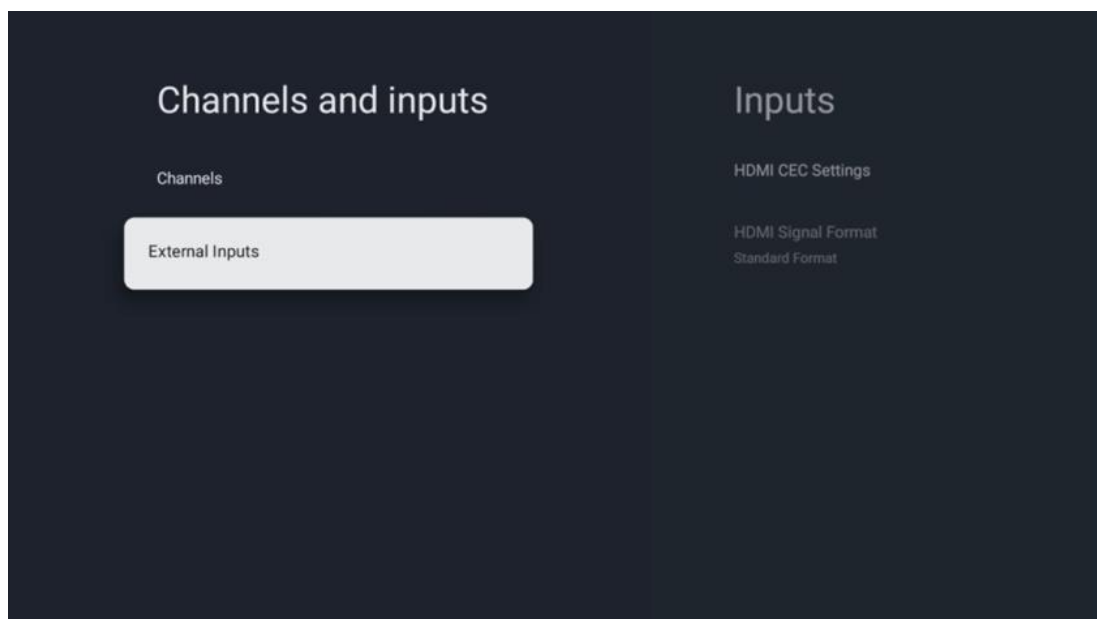 Channels and inputs
Channels
External Inputs
Inputs
HDMI CEC Settings
HDMI Signal Format
Standard Format